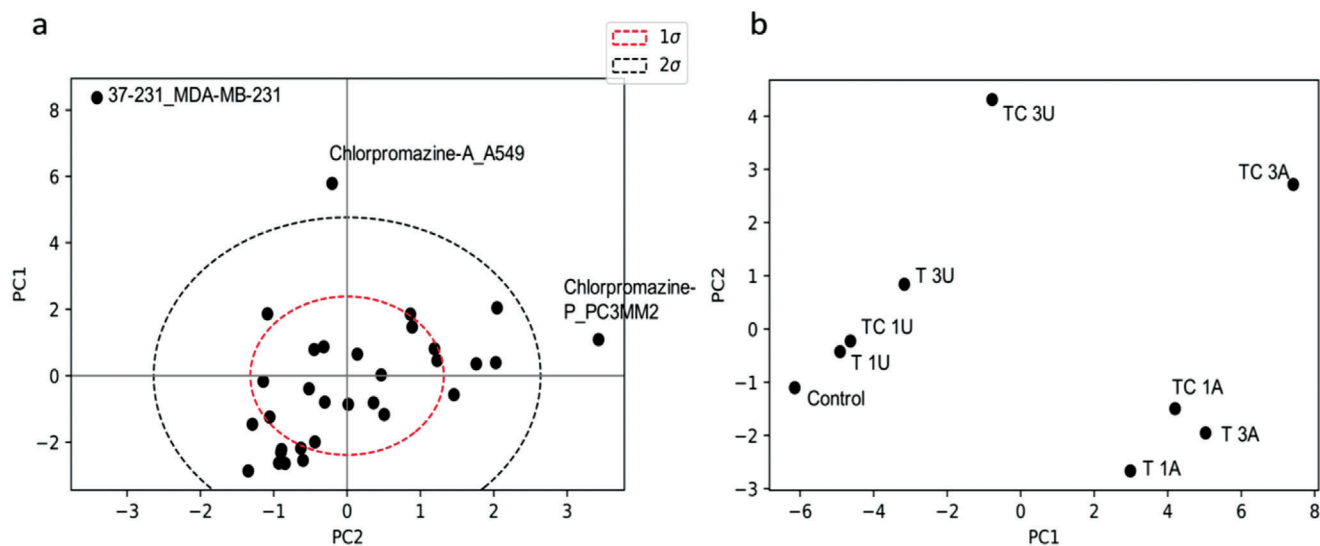 a
1σ
2σ
37-231_MDA-MB-231
Chlorpromazine-A_A549
Chlorpromazine-
P_PC3MM2
8
6
4
2
0
−2
PC1
−3
−2
−1
0
1
2
3
PC2
b
TC 3U
TC 3A
T 3U
TC 1U
T 1U
Control
TC 1A
T 3A
T 1A
4
3
2
1
0
−1
−2
−3
PC2
−6
−4
−2
0
2
4
6
8
PC1